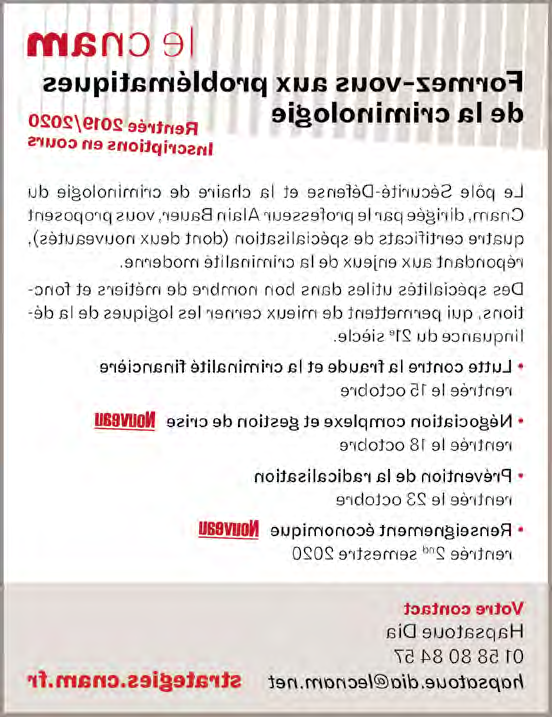 le cnam
Formez-vous aux problématiques
de la criminologie
Rentrée 2019/2020
Inscriptions en cours
Le pôle Sécurité-Défense et la chaire de criminologie du
Cnam, dirigée par le professeur Alain Bauer, vous proposent
quatre certificats de spécialisation (dont deux nouveautés),
répondant aux enjeux de la criminalité moderne.
Des spécialités utiles dans bon nombre de métiers et fonc-
tions, qui permettent de mieux cerner les logiques de la dé-
linquance du 21e siècle.
• Lutte contre la fraude et la criminalité financière
rentrée le 15 octobre
• Négociation complexe et gestion de crise Nouveau
rentrée le 18 octobre
• Prévention de la radicalisation
rentrée le 23 octobre
• Renseignement économique Nouveau
rentrée 2nd semestre 2020
Votre contact
Hapsatoue Dia
01 58 80 84 57
hapsatoue.dia@lecnam.net strategies.cnam.fr